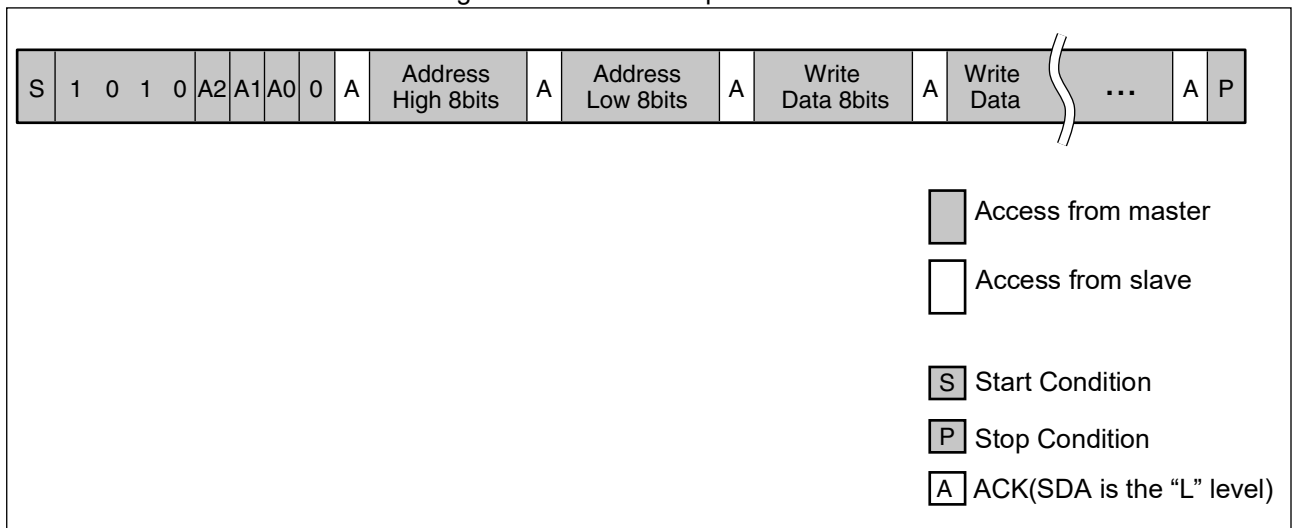 S 1 0 1 0 A2 A1 A0 0 A Address High 8bits A Address Low 8bits A Write Data 8bits A Write Data ... A P
Access from master
Access from slave
S Start Condition
P Stop Condition
A ACK(SDA is the “L” level)